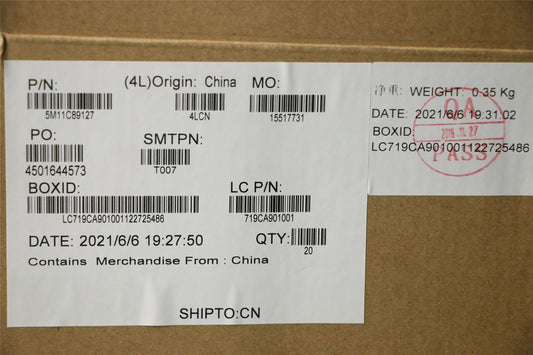 P/N:
(4L)Origin: China
MO:
5M11C89127
4LCN
15517731
PO:
SMTPN:
4501644573
T007
BOXID:
LC P/N:
LC719CA901001122725486
719CA901001
DATE: 2021/6/6 19:27:50
QTY:
20
Contains Merchandise From : China
SHIPTO:CN
净重: WEIGHT: 0.35 Kg
DATE: 2021/6/6 19:31:02
BOXID:
LC719CA901001122725486
QA
PASS